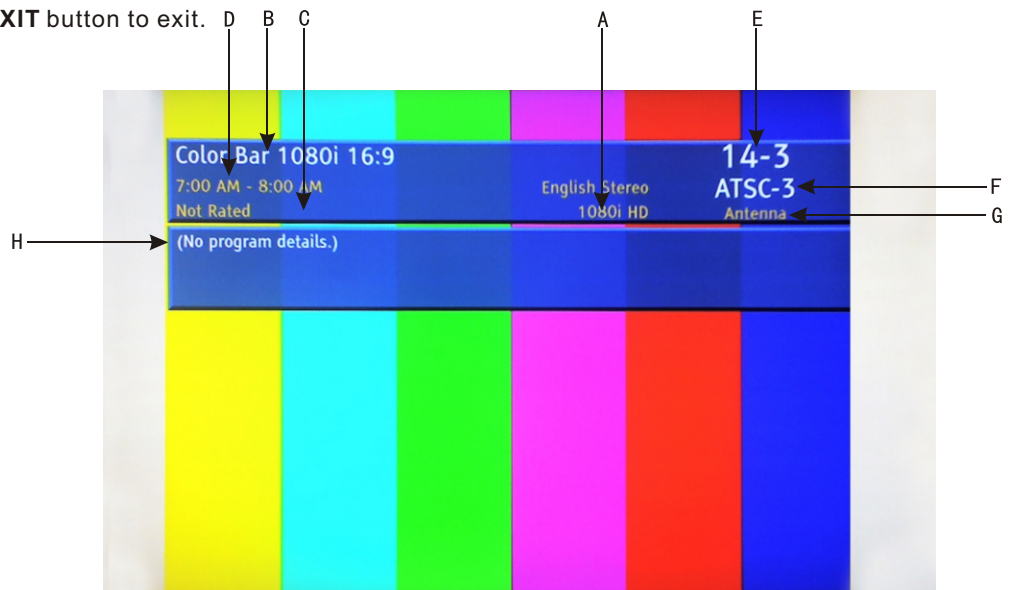 XIT button to exit. D B C A E
Color Bar 1080i 16:9 14-3
7:00 AM - 8:00 AM English Stereo ATSC-3 F
Not Rated 1080i HD Antenna G
H (No program details.)